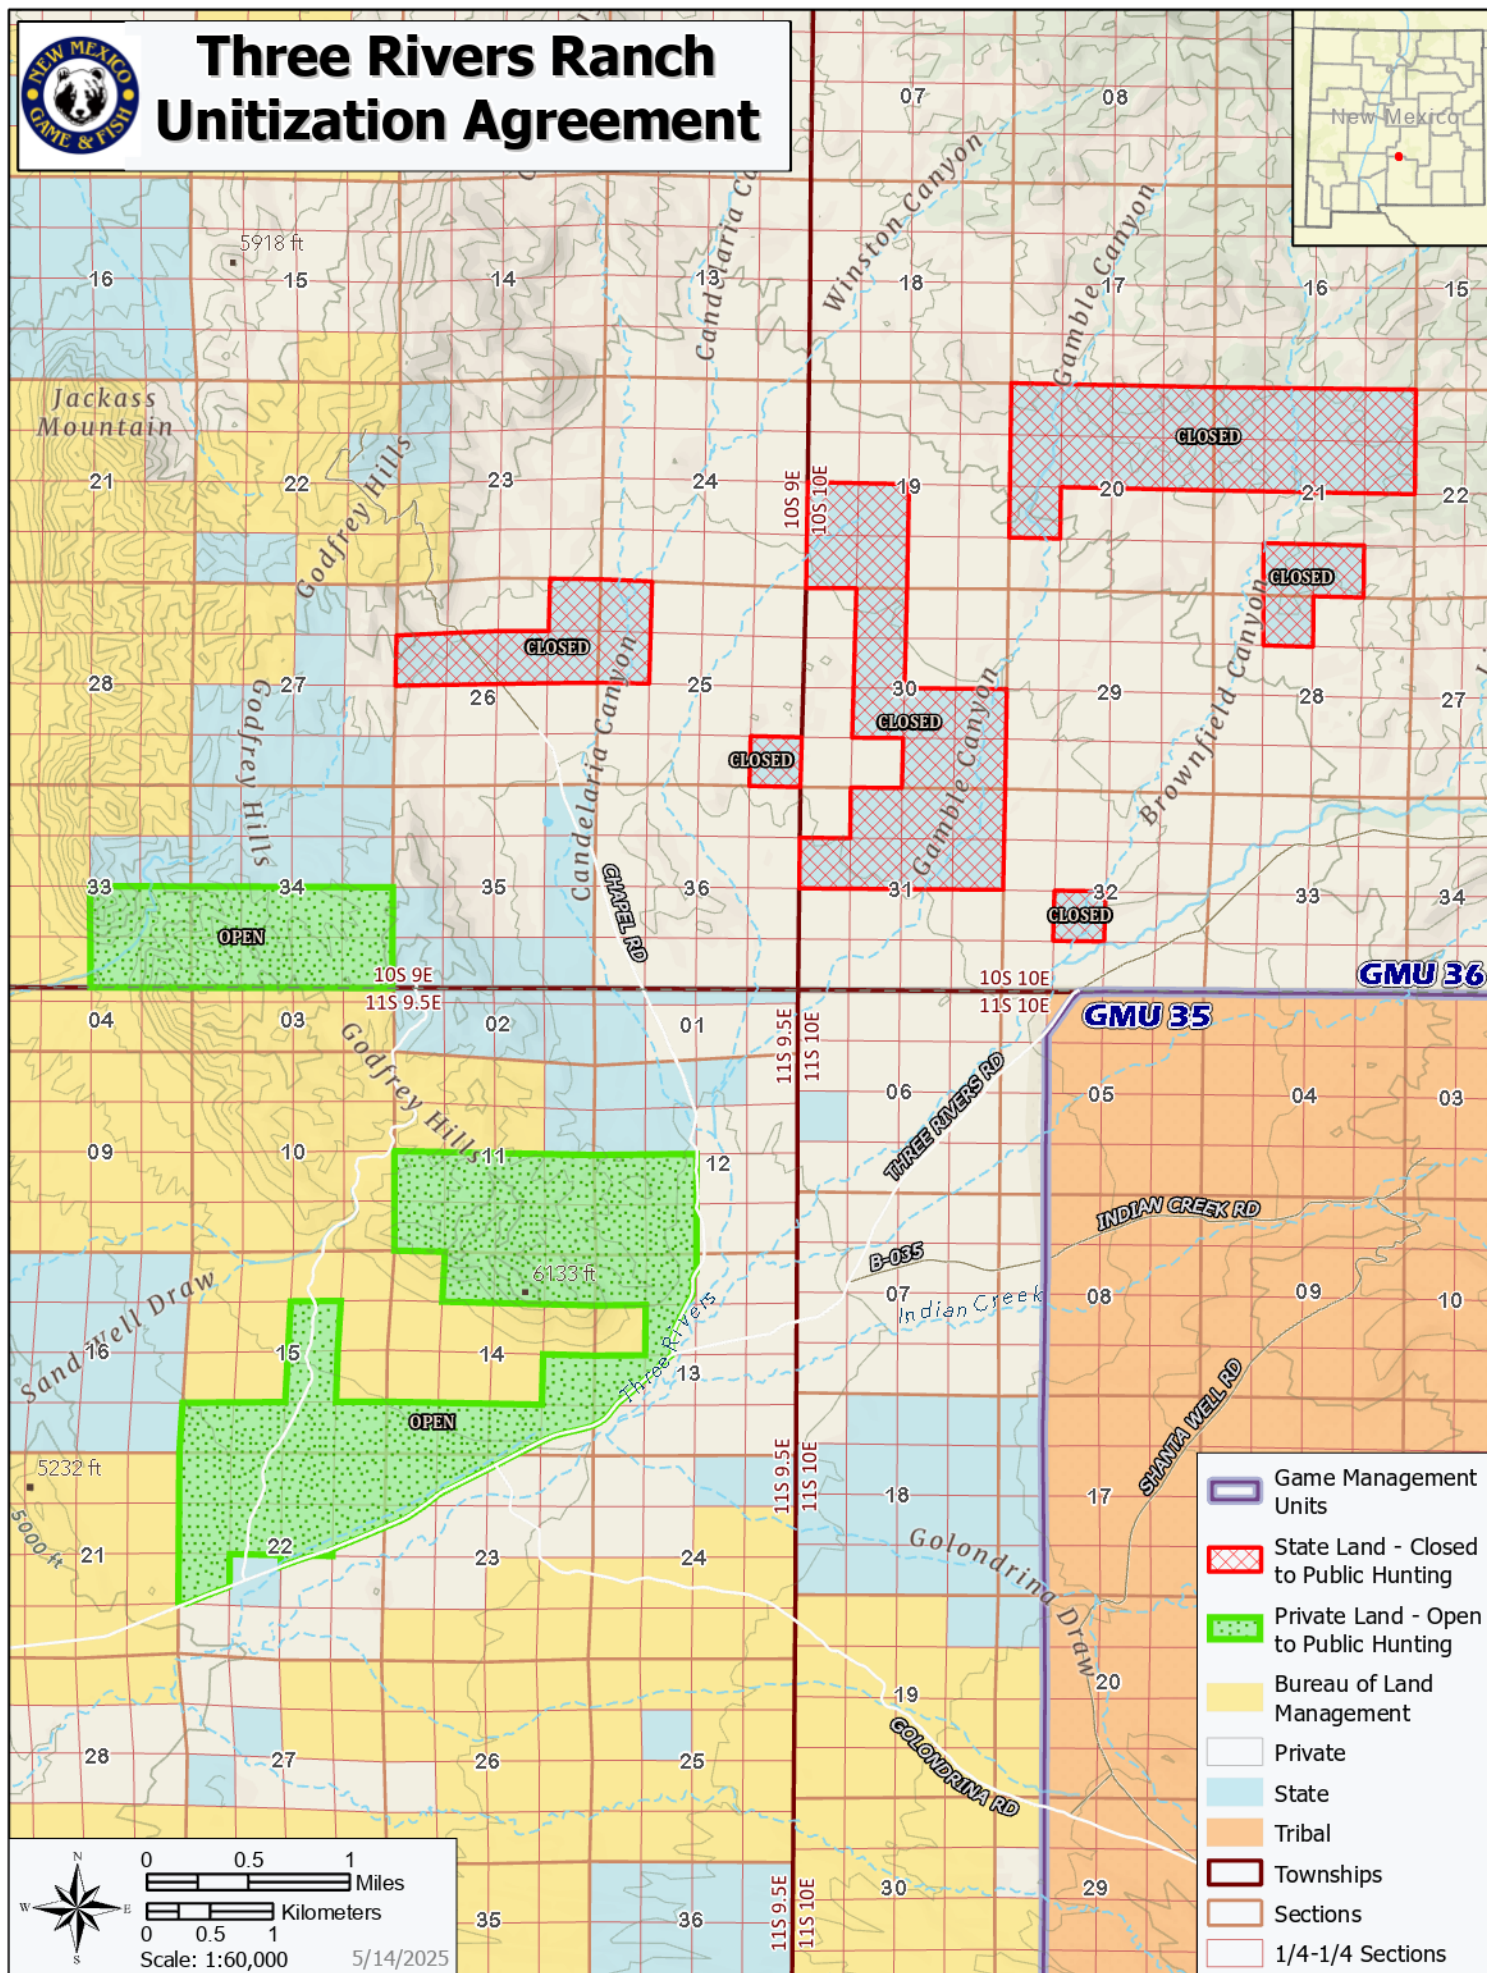 NEW MEXICO
GAME & FISH
Three Rivers Ranch
Unitization Agreement
New Mexico
07
08
Winston Canyon
Gamble Canyon
5918 ft
16
15
14
13
18
17
16
15
Jackass
Mountain
21
22
23
24
10S 9E
10S 10E
19
CLOSED
20
21
22
Godfrey Hills
CLOSED
CLOSED
28
27
26
25
30
29
28
27
Godfrey Hills
Candelaria Canyon
CLOSED
CLOSED
Gamble Canyon
Brownfield Canyon
33
34
35
36
31
32
33
34
CHAPEL RD
OPEN
CLOSED
10S 9E
11S 9.5E
10S 10E
11S 10E
GMU 36
GMU 35
04
03
02
01
11S 9.5E
11S 10E
06
05
04
03
Godfrey Hills
THREE RIVERS RD
09
10
11
12
INDIAN CREEK RD
B-035
Sand Well Draw
6133 ft
07
Indian Creek
08
09
10
16
15
14
13
Three Rivers
OPEN
SHANTA WELL RD
5232 ft
5000 ft
11S 9.5E
11S 10E
18
17
Golondrina Draw
21
22
23
24
19
20
GOLONDRINA RD
28
27
26
25
30
29
35
36
11S 9.5E
11S 10E
Game Management
Units
State Land - Closed
to Public Hunting
Private Land - Open
to Public Hunting
Bureau of Land
Management
Private
State
Tribal
Townships
Sections
1/4-1/4 Sections
N
W
E
S
0 0.5 1
Miles
Kilometers
0 0.5 1
Scale: 1:60,000
5/14/2025